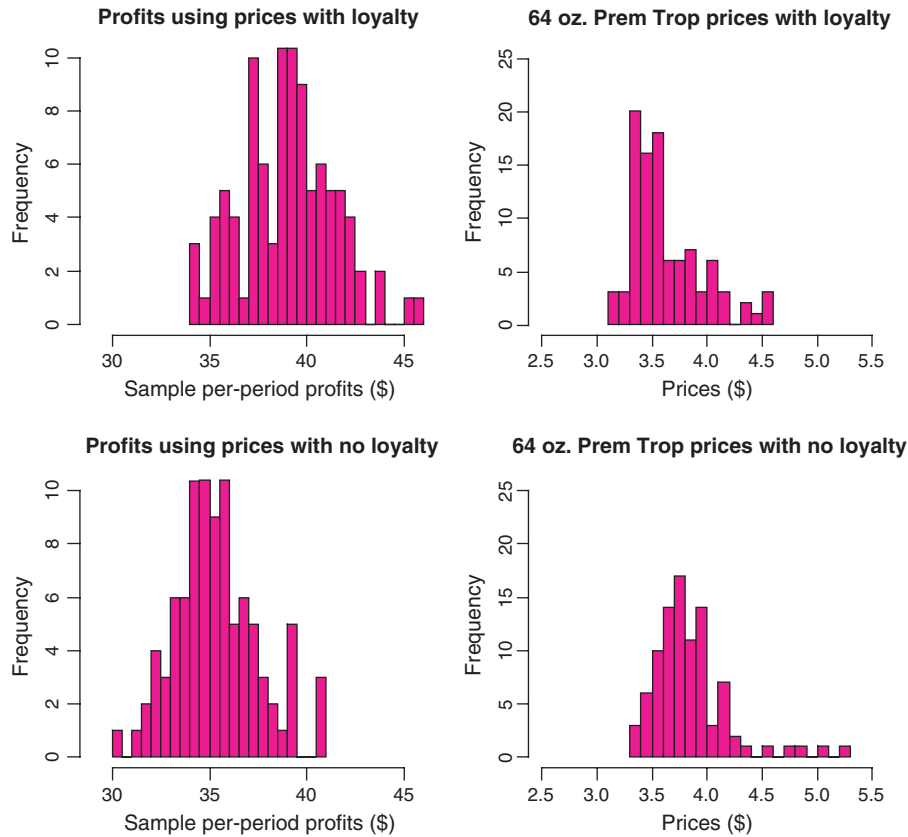 Profits using prices with loyalty
Frequency
0 2 4 6 8 10
30 35 40 45
Sample per-period profits ($)
64 oz. Prem Trop prices with loyalty
Frequency
0 5 10 15 20 25
2.5 3.0 3.5 4.0 4.5 5.0 5.5
Prices ($)
Profits using prices with no loyalty
Frequency
0 2 4 6 8 10
30 35 40 45
Sample per-period profits ($)
64 oz. Prem Trop prices with no loyalty
Frequency
0 5 10 15 20 25
2.5 3.0 3.5 4.0 4.5 5.0 5.5
Prices ($)